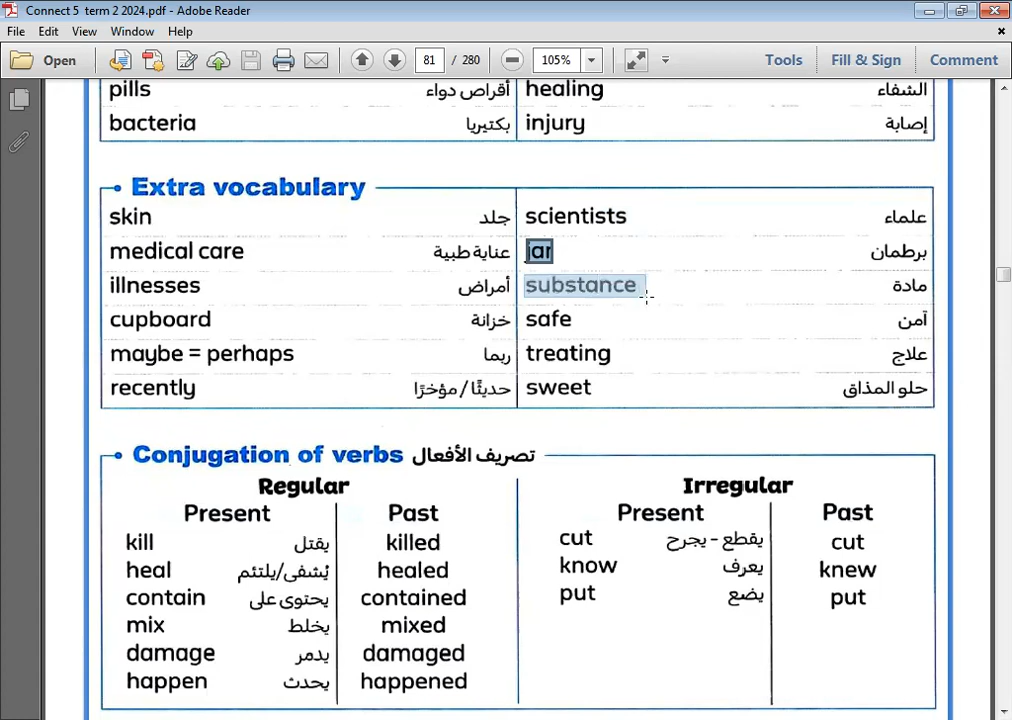 Connect 5 term 2 2024.pdf - Adobe Reader
File Edit View Window Help
Open 81 / 280 105% Tools Fill & Sign Comment
pills أقراص دواء healing الشفاء
bacteria بكتيريا injury إصابة
Extra vocabulary
skin جلد scientists علماء
medical care عناية طبية jar برطمان
illnesses أمراض substance مادة
cupboard خزانة safe آمن
maybe = perhaps ربما treating علاج
recently حديثًا / مؤخرًا sweet حلو المذاق
Conjugation of verbs تصريف الأفعال
Regular Irregular
Present Past Present Past
kill يقتل killed cut يقطع - يجرح cut
heal يُشفى/يلتئم healed know يعرف knew
contain يحتوى على contained put يضع put
mix يخلط mixed
damage يدمر damaged
happen يحدث happened